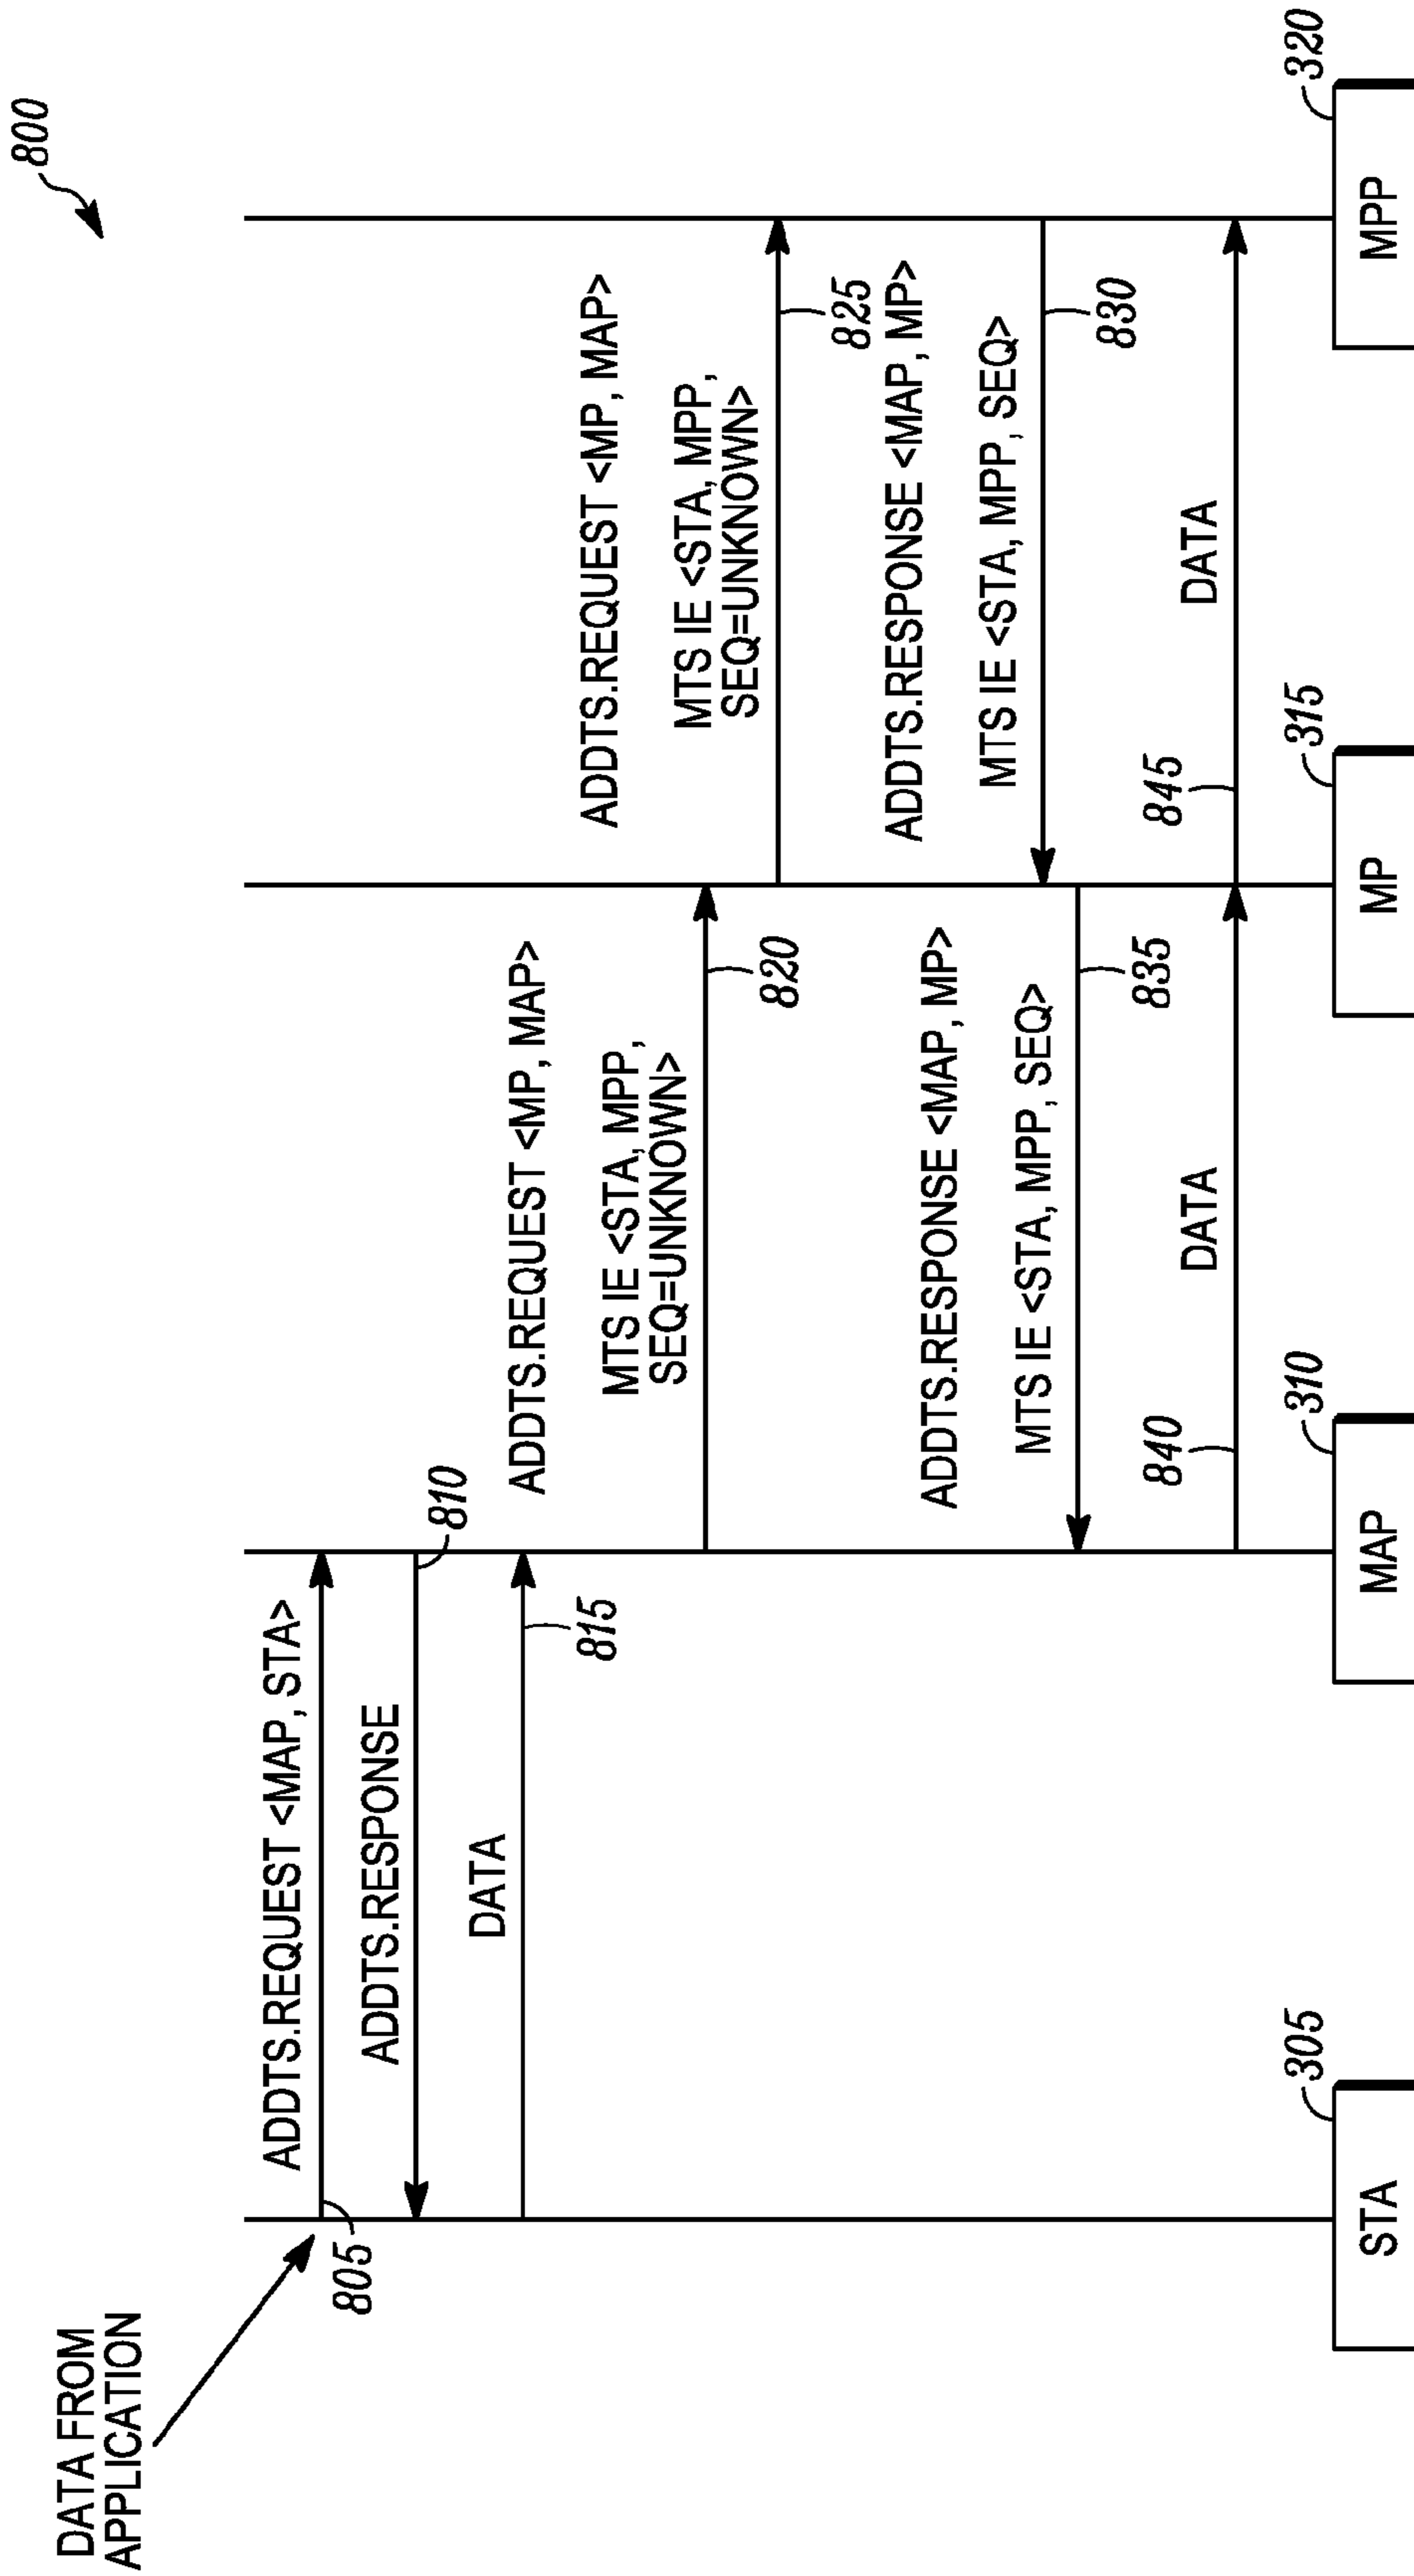 800
DATA FROM
APPLICATION
805
ADDTS.REQUEST <MAP, STA>
ADDTS.RESPONSE
810
DATA
815
ADDTS.REQUEST <MP, MAP>
MTS IE <STA, MPP,
SEQ=UNKNOWN>
820
ADDTS.REQUEST <MP, MAP>
MTS IE <STA, MPP,
SEQ=UNKNOWN>
825
ADDTS.RESPONSE <MAP, MP>
MTS IE <STA, MPP, SEQ>
830
ADDTS.RESPONSE <MAP, MP>
MTS IE <STA, MPP, SEQ>
835
840
DATA
845
DATA
305
STA
310
MAP
315
MP
320
MPP